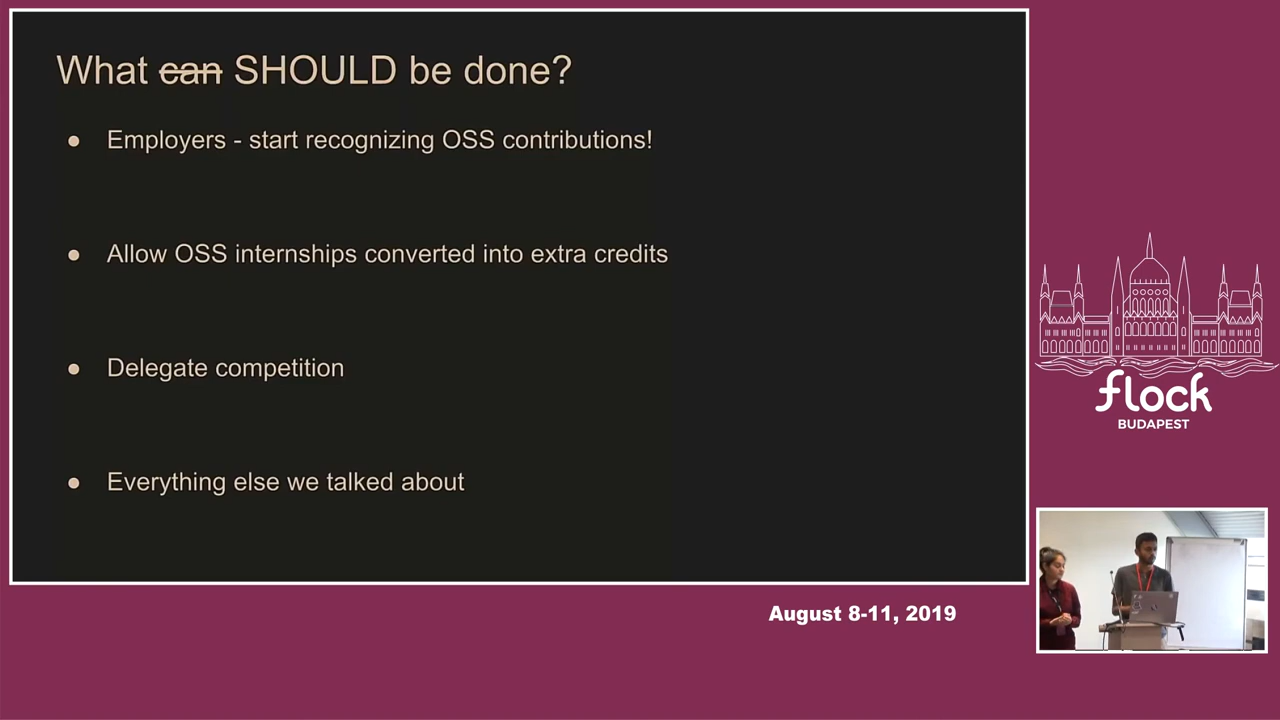 What can SHOULD be done?
● Employers - start recognizing OSS contributions!
● Allow OSS internships converted into extra credits
● Delegate competition
● Everything else we talked about
flock
BUDAPEST
August 8-11, 2019